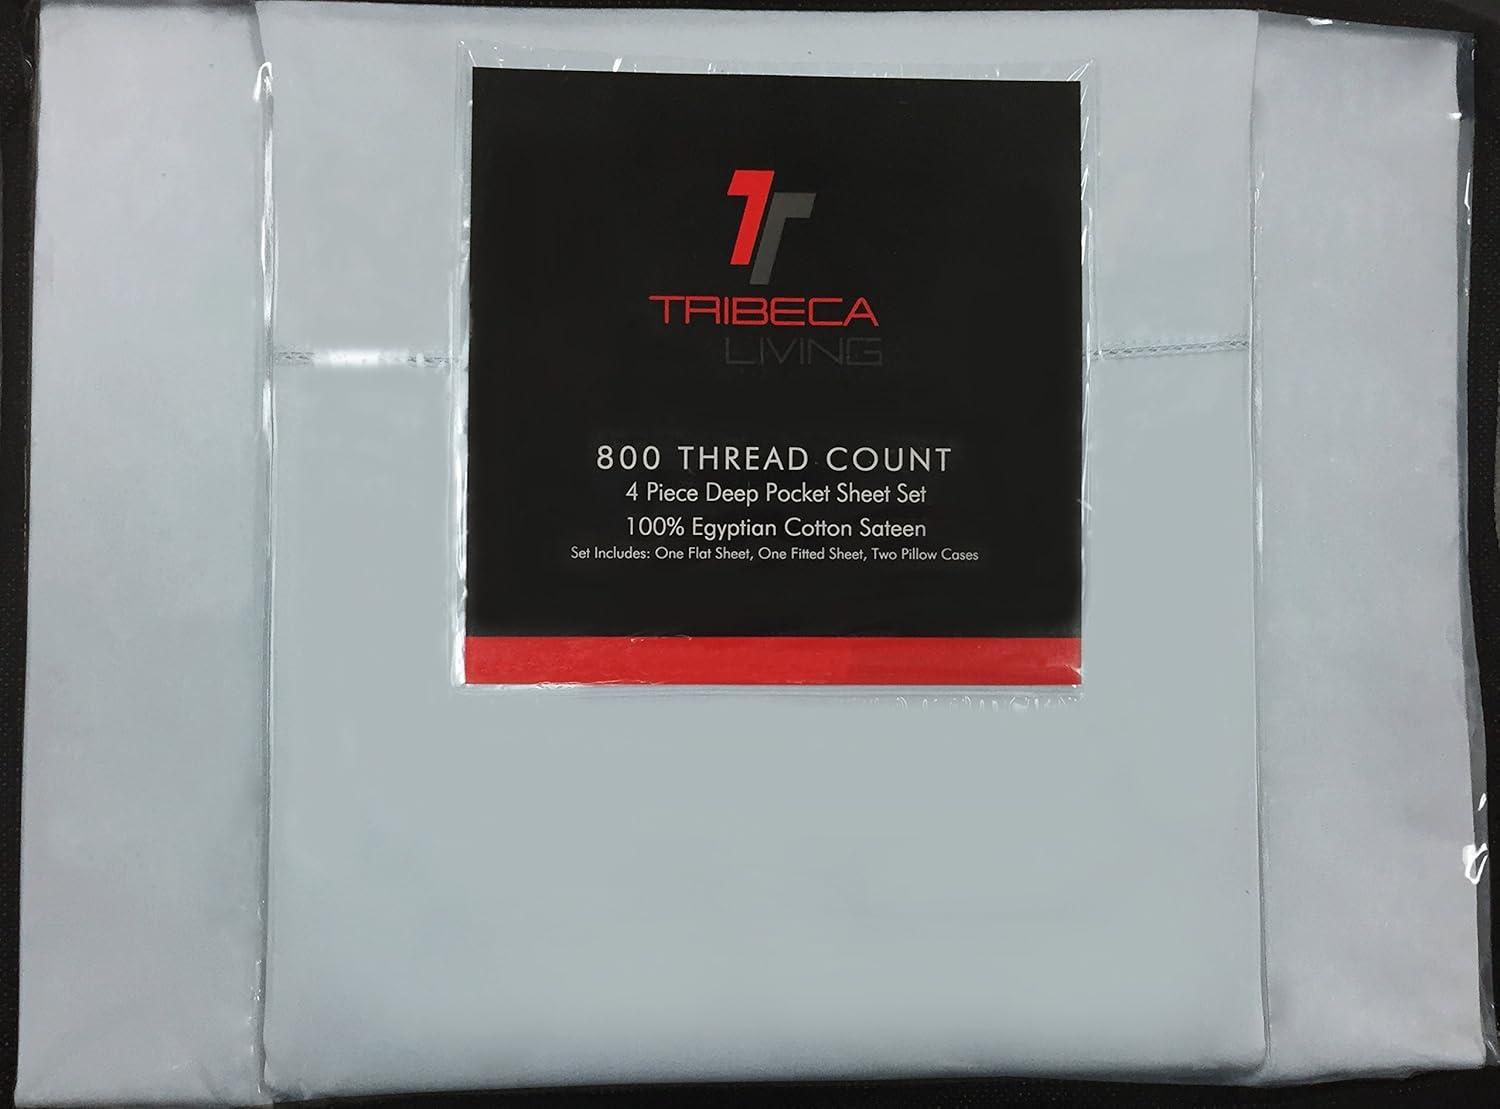 TRIBECA
LIVING
800 THREAD COUNT
4 Piece Deep Pocket Sheet Set
100% Egyptian Cotton Sateen
Set Includes: One Flat Sheet, One Fitted Sheet, Two Pillow Cases